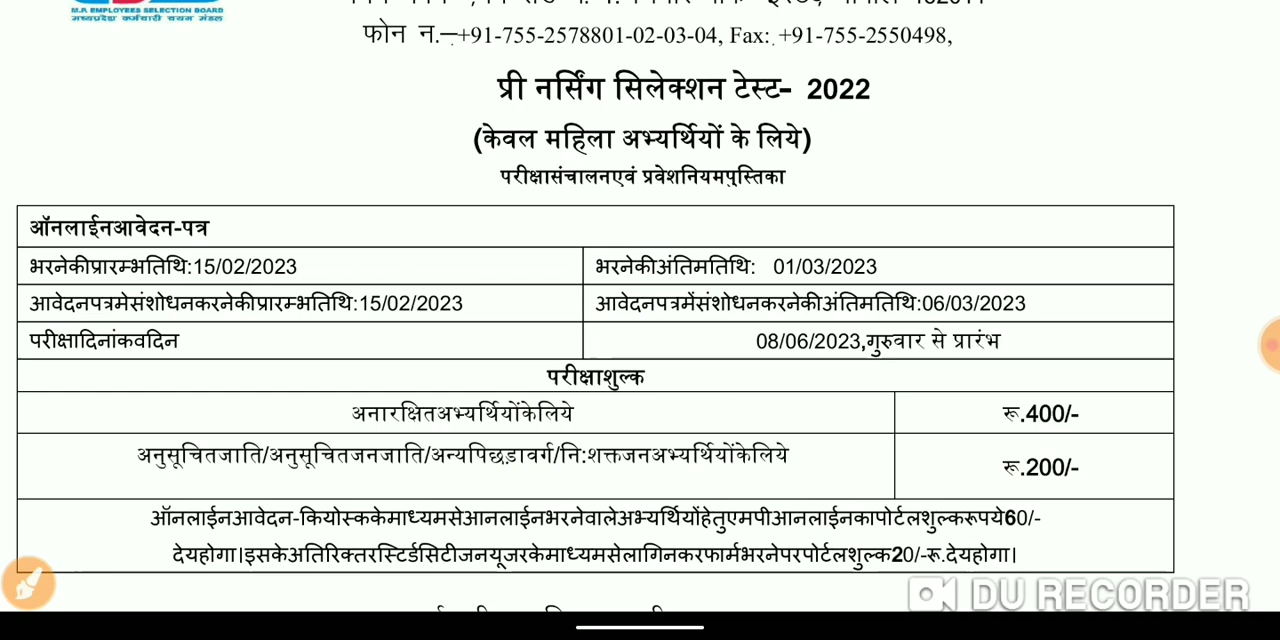 M.P. EMPLOYEES SELECTION BOARD
मध्यप्रदेश कर्मचारी चयन मंडल
फोन न.–+91-755-2578801-02-03-04, Fax: +91-755-2550498,
प्री नर्सिंग सिलेक्शन टेस्ट- 2022
(केवल महिला अभ्यर्थियों के लिये)
परीक्षासंचालनएवं प्रवेशनियमपुस्तिका
ऑनलाईनआवेदन-पत्र
भरनेकीप्रारम्भतिथि:15/02/2023
भरनेकीअंतिमतिथि: 01/03/2023
आवेदनपत्रमेसंशोधनकरनेकीप्रारम्भतिथि:15/02/2023
आवेदनपत्रमेंसंशोधनकरनेकीअंतिमतिथि:06/03/2023
परीक्षादिनांकवदिन
08/06/2023,गुरुवार से प्रारंभ
परीक्षाशुल्क
अनारक्षितअभ्यर्थियोंकेलिये
रू.400/-
अनुसूचितजाति/अनुसूचितजनजाति/अन्यपिछड़ावर्ग/नि:शक्तजनअभ्यर्थियोंकेलिये
रू.200/-
ऑनलाईनआवेदन-कियोस्ककेमाध्यमसेआनलाईनभरनेवालेअभ्यर्थियोंहेतुएमपीआनलाईनकापोर्टलशुल्करूपये60/-
देयहोगा।इसकेअतिरिक्तरस्टिर्डसिटीजनयूजरकेमाध्यमसेलागिनकरफार्मभरनेपरपोर्टलशुल्क20/-रू.देयहोगा।
DU RECORDER